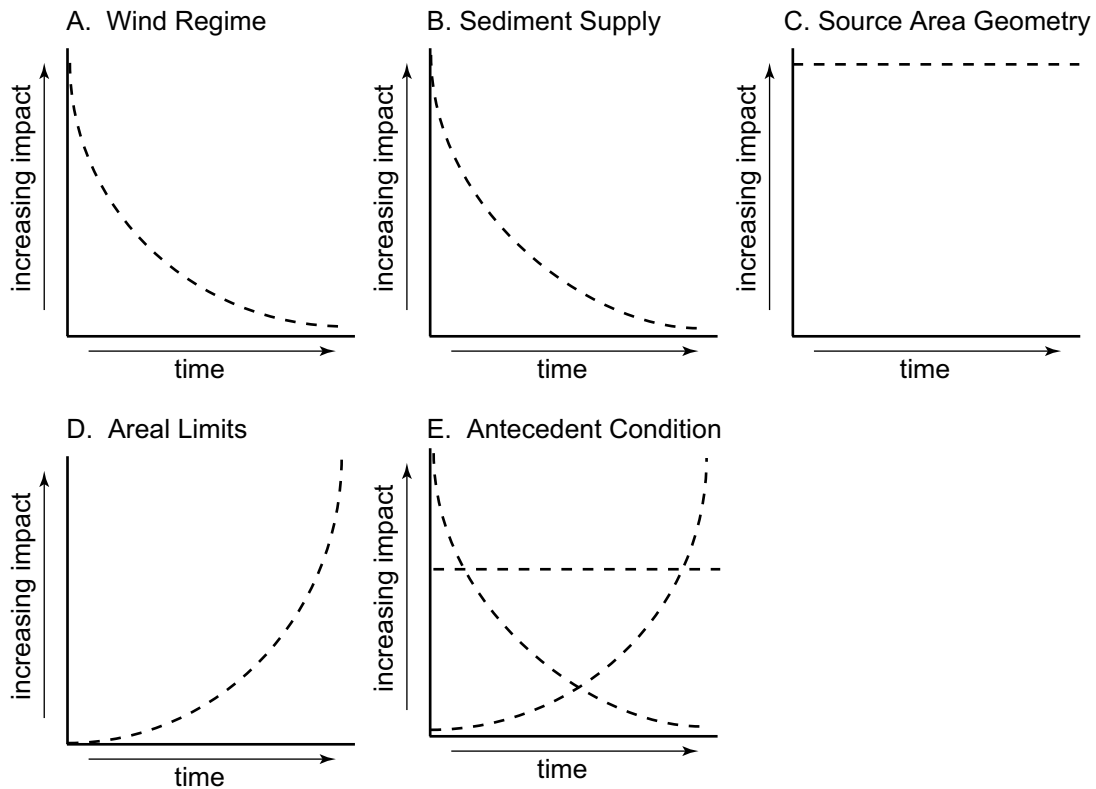 A. Wind Regime
B. Sediment Supply
C. Source Area Geometry
increasing impact
increasing impact
increasing impact
time
time
time
D. Areal Limits
E. Antecedent Condition
increasing impact
increasing impact
time
time